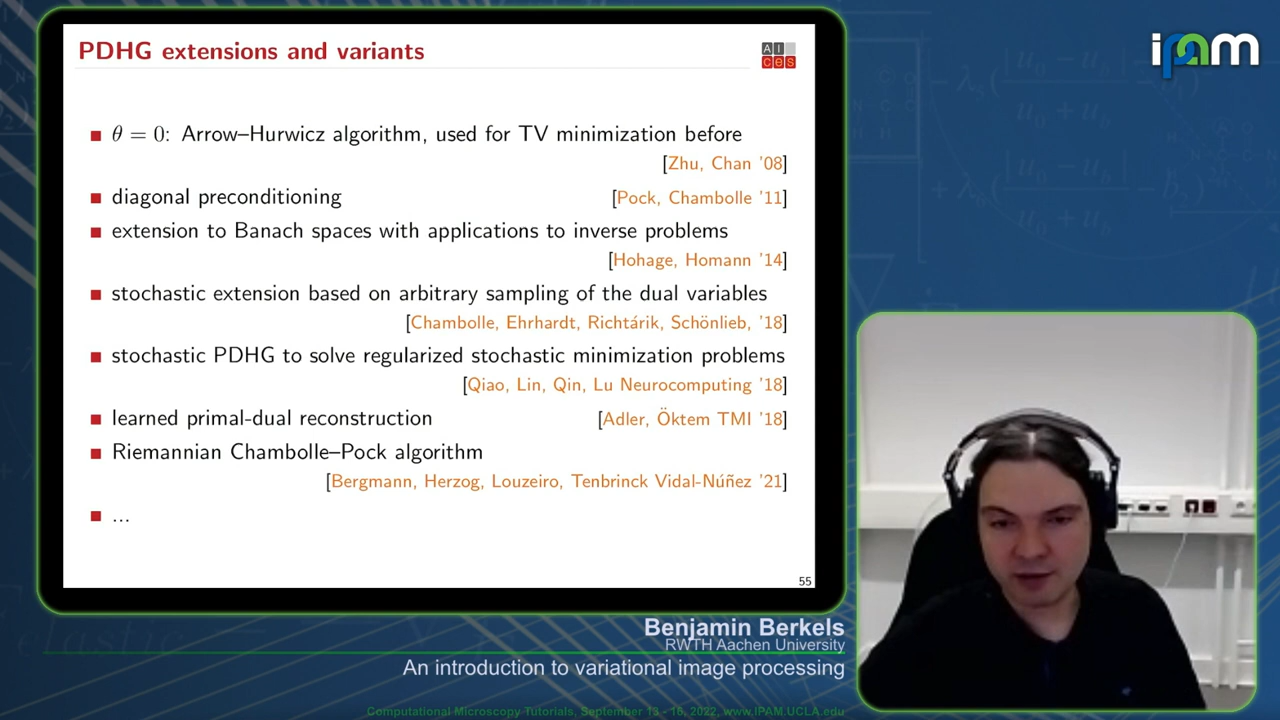 PDHG extensions and variants
AI
ces
ipam
θ = 0: Arrow–Hurwicz algorithm, used for TV minimization before
[Zhu, Chan '08]
diagonal preconditioning [Pock, Chambolle '11]
extension to Banach spaces with applications to inverse problems
[Hohage, Homann '14]
stochastic extension based on arbitrary sampling of the dual variables
[Chambolle, Ehrhardt, Richtárik, Schönlieb, '18]
stochastic PDHG to solve regularized stochastic minimization problems
[Qiao, Lin, Qin, Lu Neurocomputing '18]
learned primal-dual reconstruction [Adler, Öktem TMI '18]
Riemannian Chambolle–Pock algorithm
[Bergmann, Herzog, Louzeiro, Tenbrinck Vidal-Núñez '21]
...
55
Benjamin Berkels
RWTH Aachen University
An introduction to variational image processing
Computational Microscopy Tutorials, September 13 - 16, 2022, www.IPAM.UCLA.edu